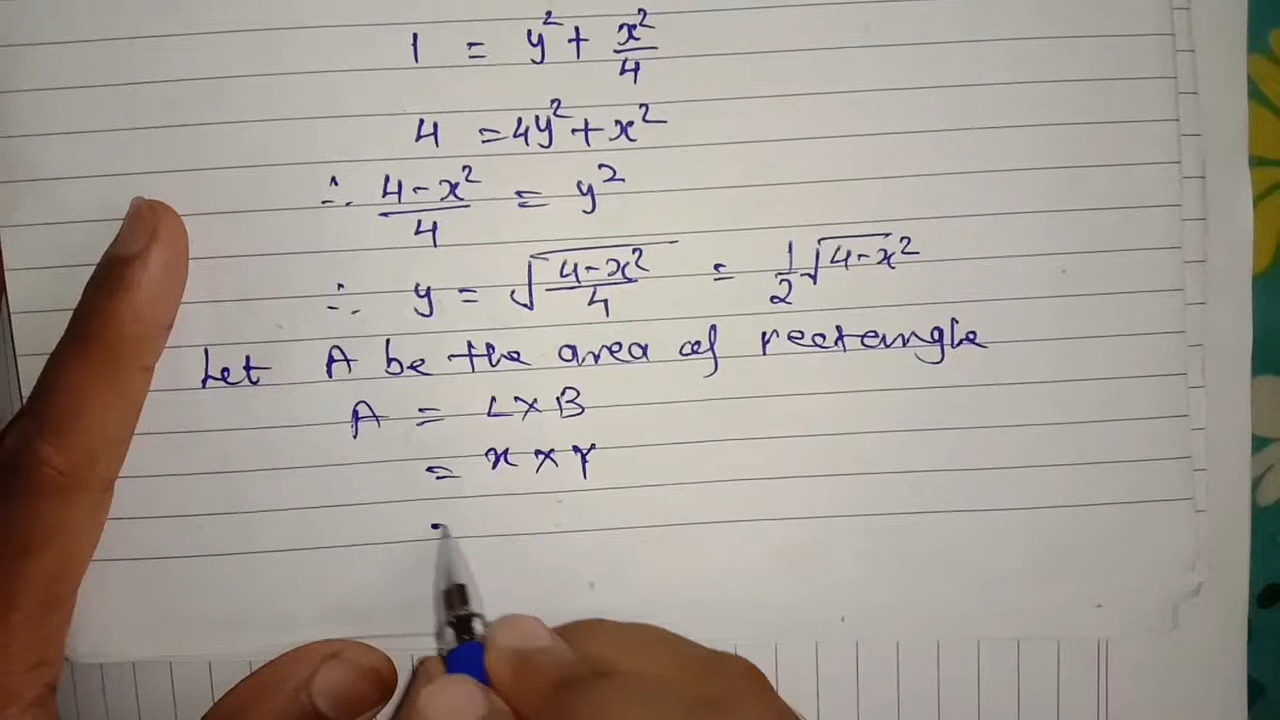 1 = y² + x²/4
4 = 4y² + x²
∴ 4-x²/4 = y²
∴ y = √(4-x²/4) = 1/2 √4-x²
Let A be the area of rectangle
A = L × B
= x × Y